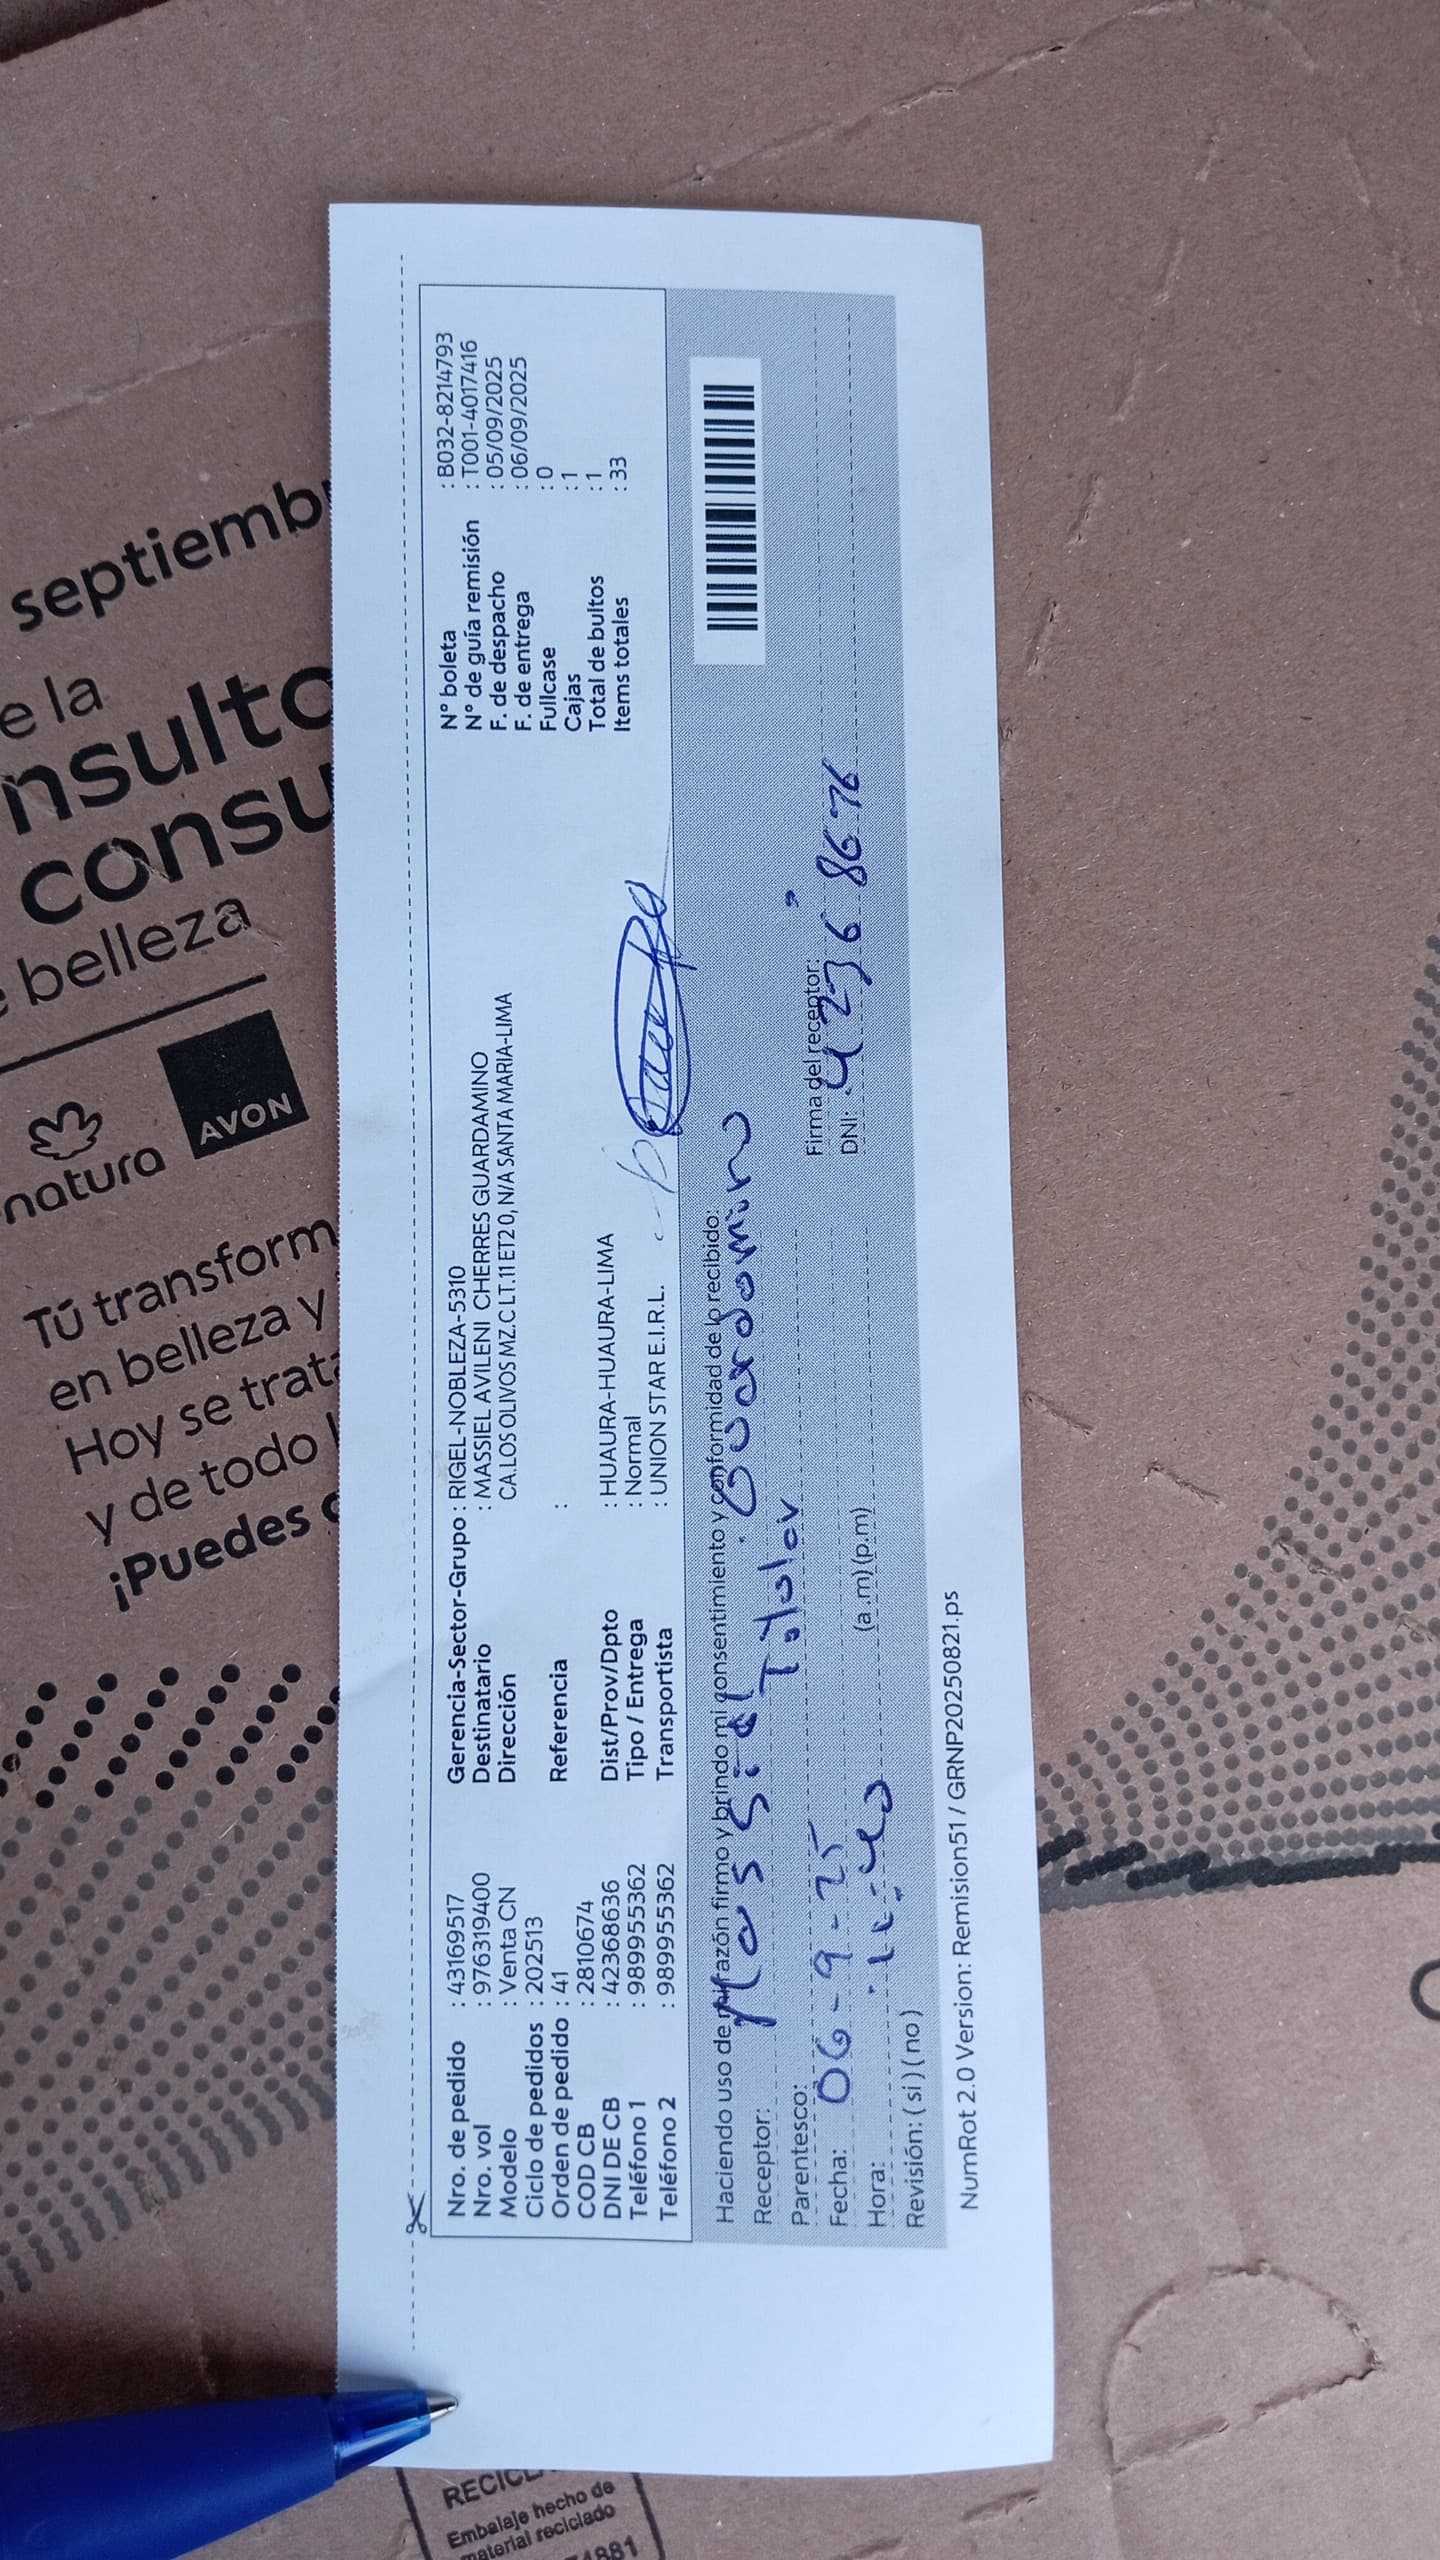 septiemb
e la
nsulto
consu
belleza
natura
AVON
Tú transform
en belleza y
Hoy se trata
y de todo
¡Puedes
Nro. de pedido : 43169517
Nro. vol : 976319400
Modelo : Venta CN
Ciclo de pedidos : 202513
Orden de pedido : 41
COD CB : 2810674
DNI DE CB : 42368636
Teléfono 1 : 989955362
Teléfono 2 : 989955362
Gerencia-Sector-Grupo : RIGEL-NOBLEZA-5310
Destinatario : MASSIEL AVILENI CHERRES GUARDAMINO
Dirección CA.LOS OLIVOS MZ.C LT.11 ET2 0, N/A SANTA MARIA-LIMA
Referencia :
Dist/Prov/Dpto : HUAURA-HUAURA-LIMA
Tipo / Entrega : Normal
Transportista : UNION STAR E.I.R.L.
N° boleta : B032-8214793
N° de guía remisión : T001-4017416
F. de despacho : 05/09/2025
F. de entrega : 06/09/2025
Fullcase : 0
Cajas : 1
Total de bultos : 1
Items totales : 33
Haciendo uso de mi razón firmo y brindo mi consentimiento y conformidad de lo recibido:
Receptor: Massiel Guardamino
Parentesco: Titular
Firma del receptor:
Fecha: 06-9-25
DNI: 42368676
Hora: 11:40 (a.m) (p.m)
Revisión: ( si ) ( no )
NumRot 2.0 Version: Remision51 / GRNP20250821.ps
Embalaje hecho de
material reciclado